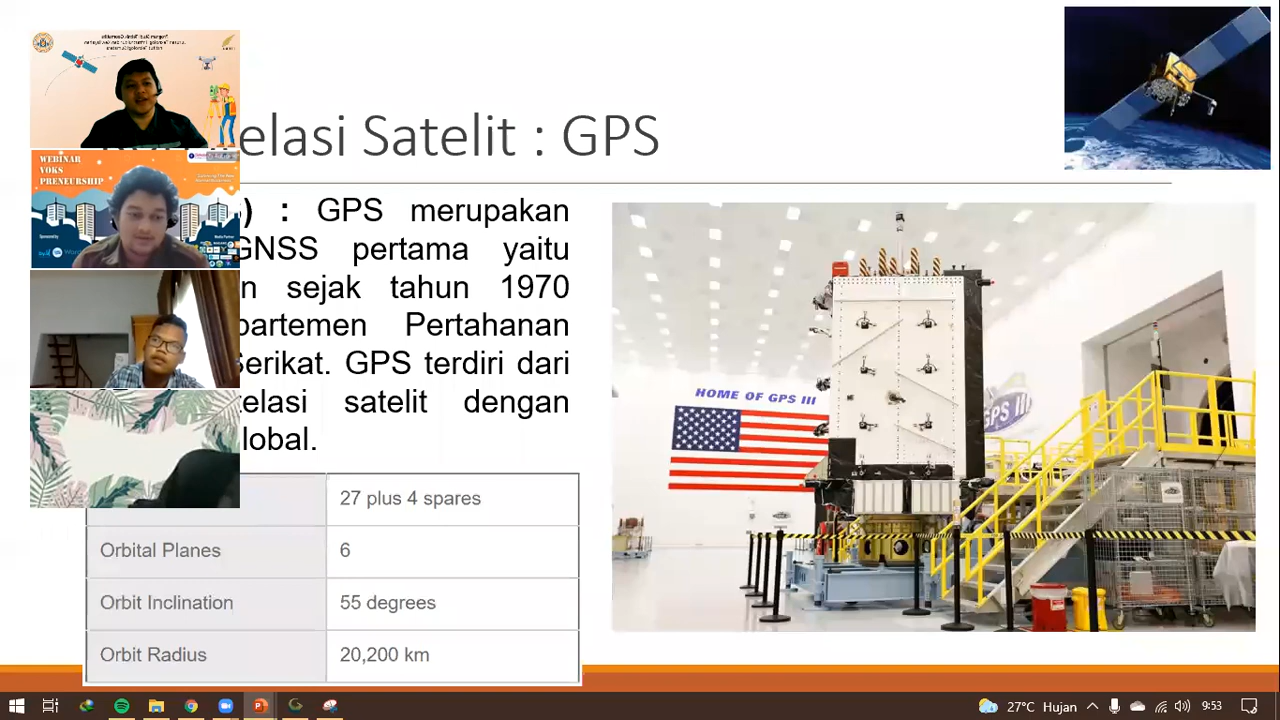 elasi Satelit : GPS
) : GPS merupakan
GNSS pertama yaitu
n sejak tahun 1970
partemen Pertahanan
Serikat. GPS terdiri dari
telasi satelit dengan
lobal.
27 plus 4 spares
Orbital Planes 6
Orbit Inclination 55 degrees
Orbit Radius 20,200 km
WEBINAR
VOKS
PRENEURSHIP
HOME OF GPS III
GPS III
27°C Hujan
9:53